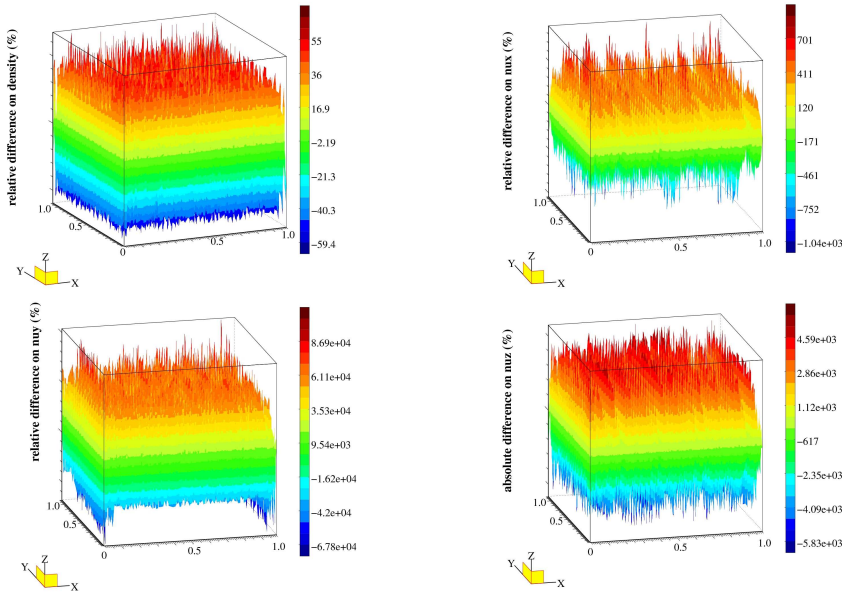 relative difference on density (%)
55
36
16.9
−2.19
−21.3
−40.3
−59.4
1.0
0.5
0
0.5
1.0
Z
Y
X
relative difference on nux (%)
701
411
120
−171
−461
−752
−1.04e+03
1.0
0.5
0
0.5
1.0
Z
Y
X
relative difference on nuy (%)
8.69e+04
6.11e+04
3.53e+04
9.54e+03
−1.62e+04
−4.2e+04
−6.78e+04
1.0
0.5
0
0.5
1.0
Z
Y
X
absolute difference on nuz (%)
4.59e+03
2.86e+03
1.12e+03
−617
−2.35e+03
−4.09e+03
−5.83e+03
1.0
0.5
0
0.5
1.0
Z
Y
X